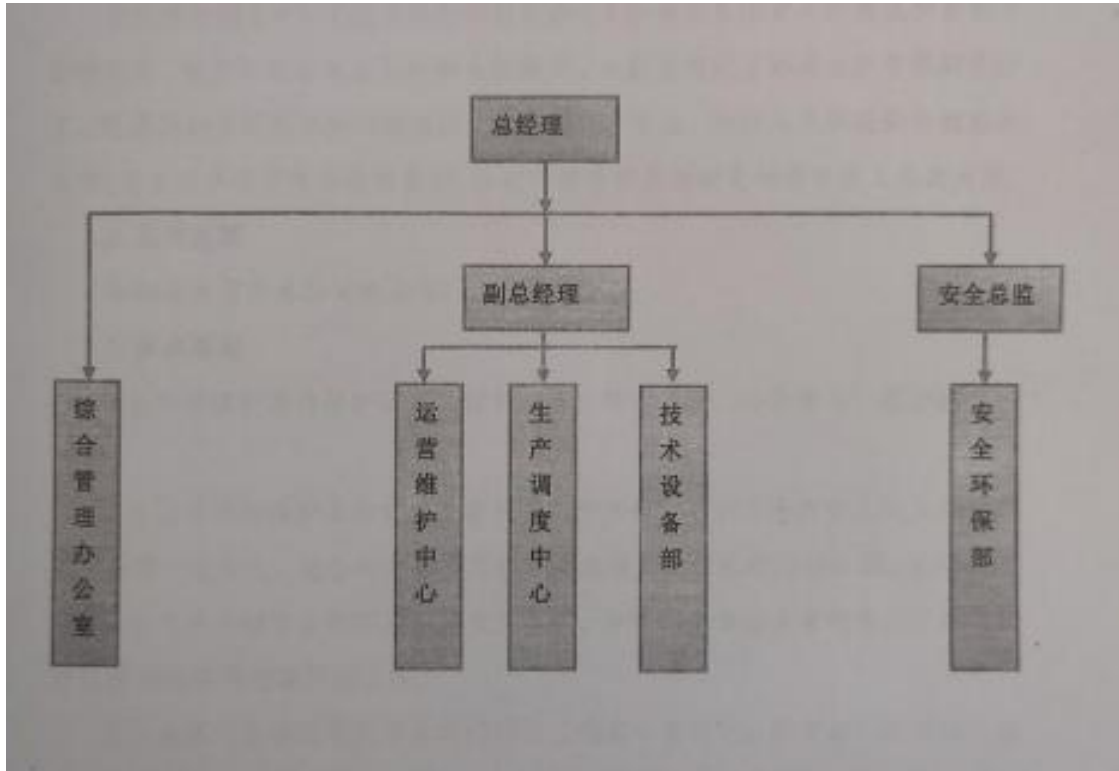 总经理
副总经理
安全总监
综合管理办公室
运营维护中心
生产调度中心
技术设备部
安全环保部